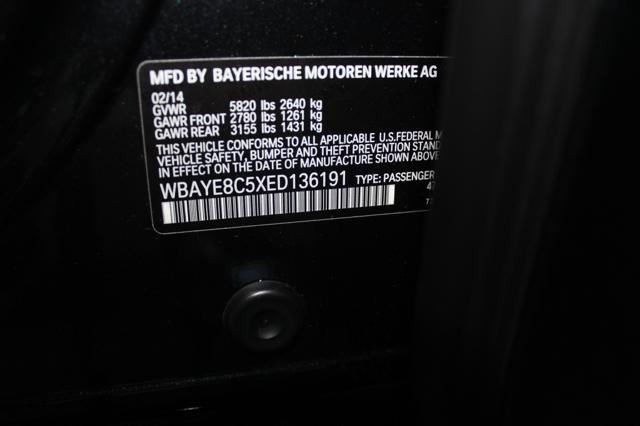 MFD BY BAYERISCHE MOTOREN WERKE AG
02/14
GVWR 5820 lbs 2640 kg
GAWR FRONT 2780 lbs 1261 kg
GAWR REAR 3155 lbs 1431 kg
THIS VEHICLE CONFORMS TO ALL APPLICABLE U.S.FEDERAL M
VEHICLE SAFETY, BUMPER AND THEFT PREVENTION STAND
IN EFFECT ON THE DATE OF MANUFACTURE SHOWN ABOVE.
WBAYE8C5XED136191 TYPE: PASSENGER